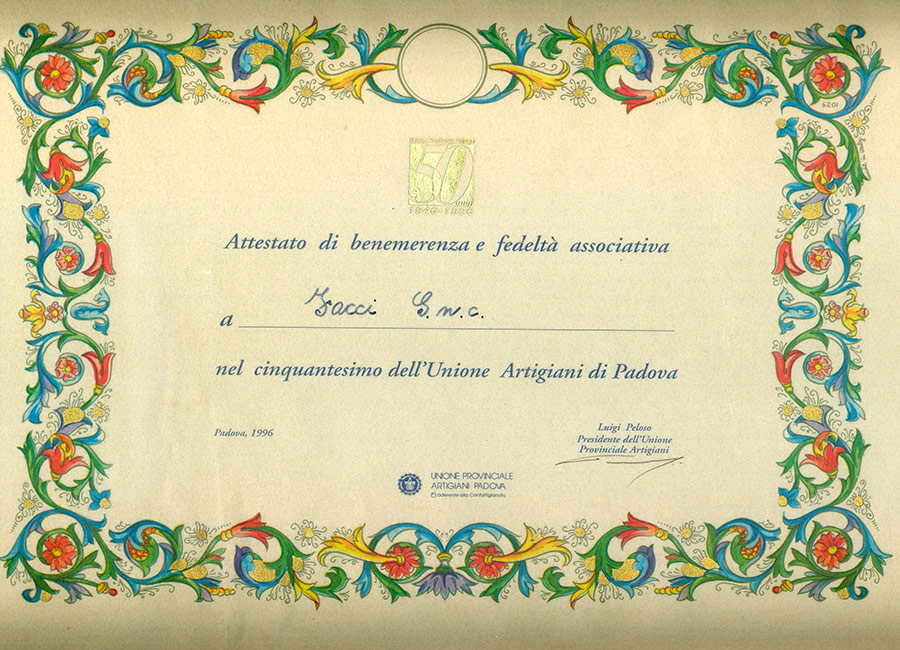 50
anni
1946-1996
Attestato di benemerenza e fedeltà associativa
a Zacci S.n.c.
nel cinquantesimo dell'Unione Artigiani di Padova
Padova, 1996
Luigi Peloso
Presidente dell'Unione
Provinciale Artigiani
UNIONE PROVINCIALE
ARTIGIANI PADOVA
aderente alla Confartigianato